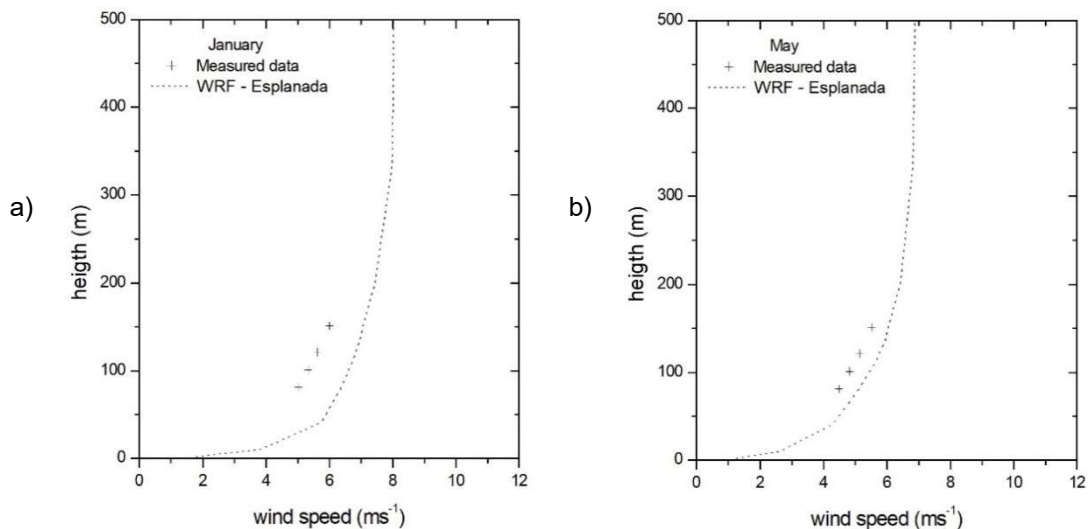 a)
January
+ Measured data
WRF - Esplanada
500
400
300
200
100
0
heigth (m)
0 2 4 6 8 10 12
wind speed (ms⁻¹)
b)
May
+ Measured data
WRF - Esplanada
500
400
300
200
100
0
heigth (m)
0 2 4 6 8 10 12
wind speed (ms⁻¹)